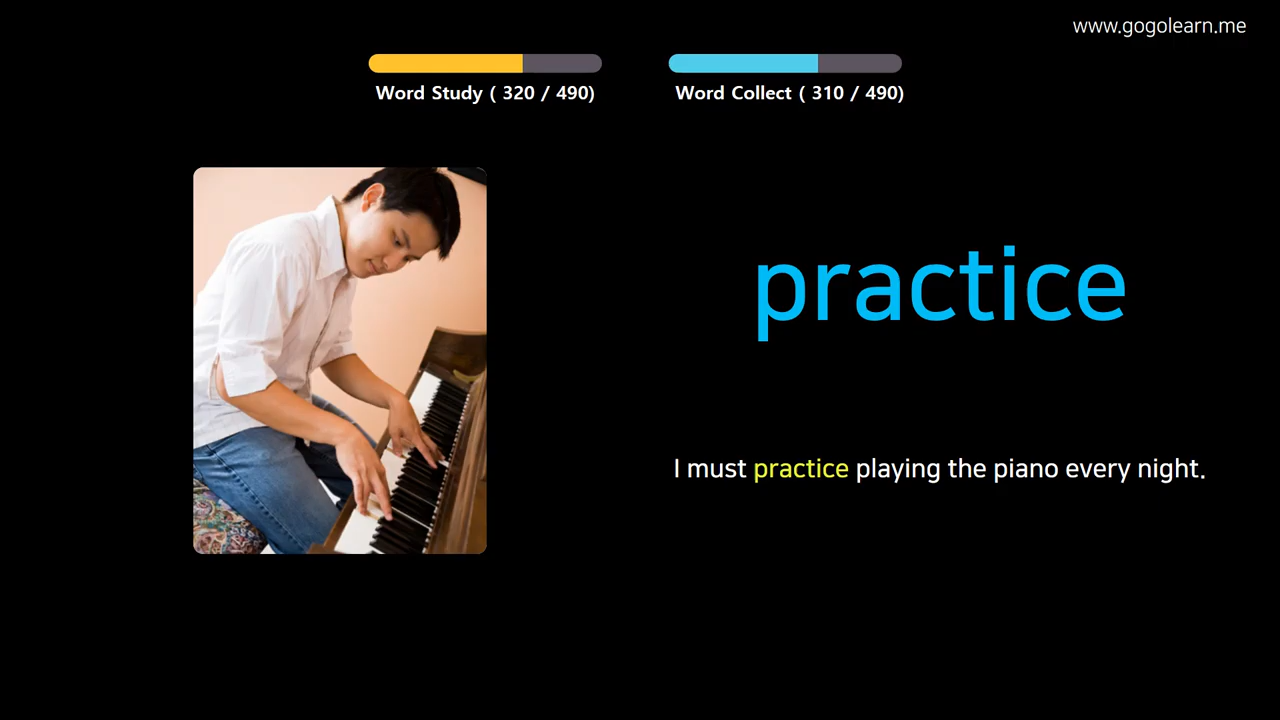 www.gogolearn.me
Word Study ( 320 / 490)
Word Collect ( 310 / 490)
practice
I must practice playing the piano every night.